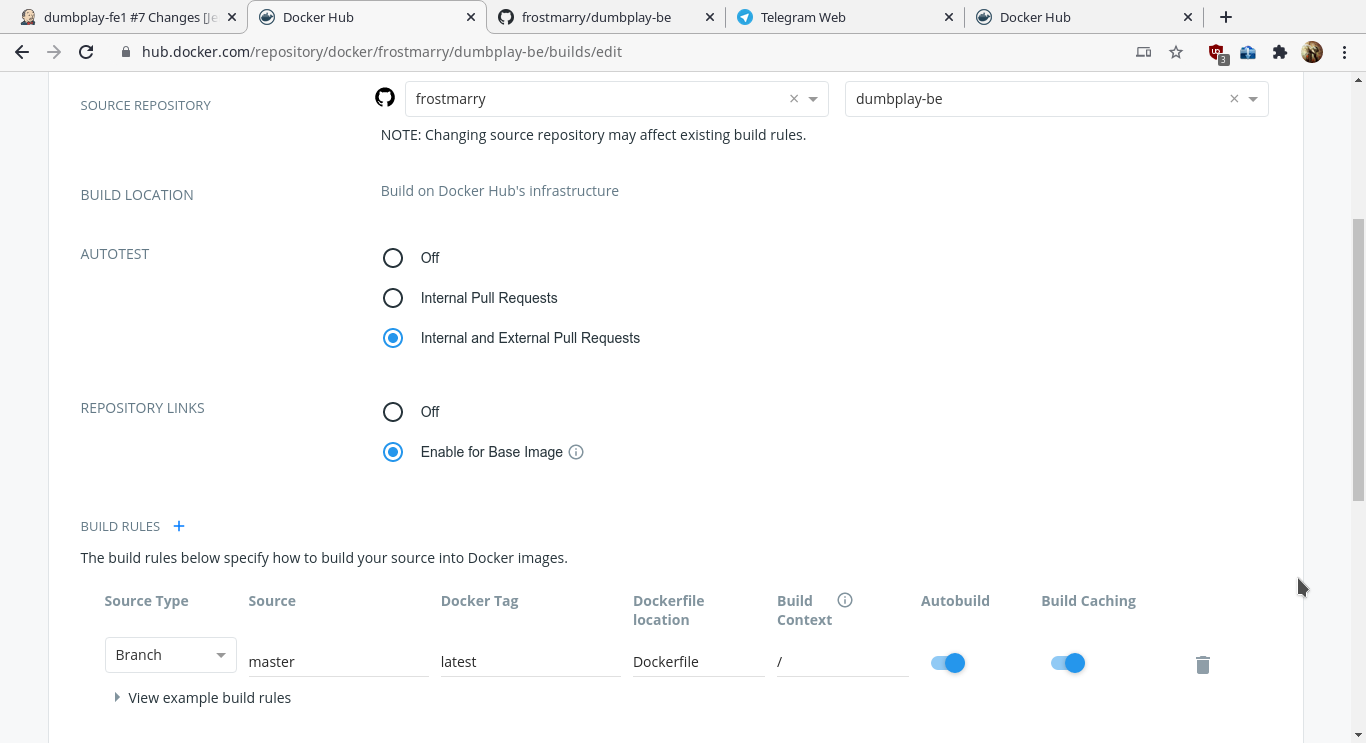 dumbplay-fe1 #7 Changes [Je
Docker Hub
frostmarry/dumbplay-be
Telegram Web
Docker Hub
hub.docker.com/repository/docker/frostmarry/dumbplay-be/builds/edit
3
SOURCE REPOSITORY
frostmarry
dumbplay-be
NOTE: Changing source repository may affect existing build rules.
BUILD LOCATION
Build on Docker Hub's infrastructure
AUTOTEST
Off
Internal Pull Requests
Internal and External Pull Requests
REPOSITORY LINKS
Off
Enable for Base Image
BUILD RULES
The build rules below specify how to build your source into Docker images.
Source Type
Source
Docker Tag
Dockerfile
location
Build
Context
Autobuild
Build Caching
Branch
master
latest
Dockerfile
/
View example build rules